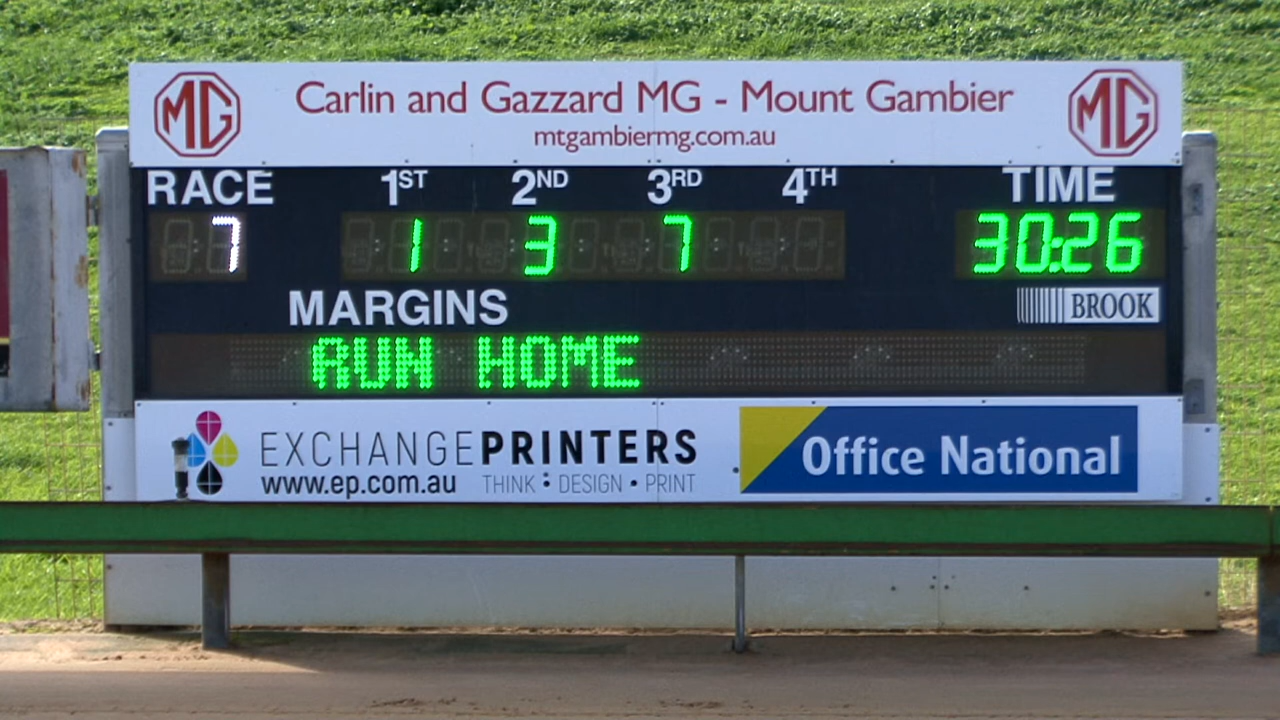 MG Carlin and Gazzard MG - Mount Gambier MG
mtgambiermg.com.au
RACE 1ST 2ND 3RD 4TH TIME
7 1 3 7 30:26
MARGINS BROOK
RUN HOME
EXCHANGEPRINTERS Office National
www.ep.com.au THINK • DESIGN • PRINT